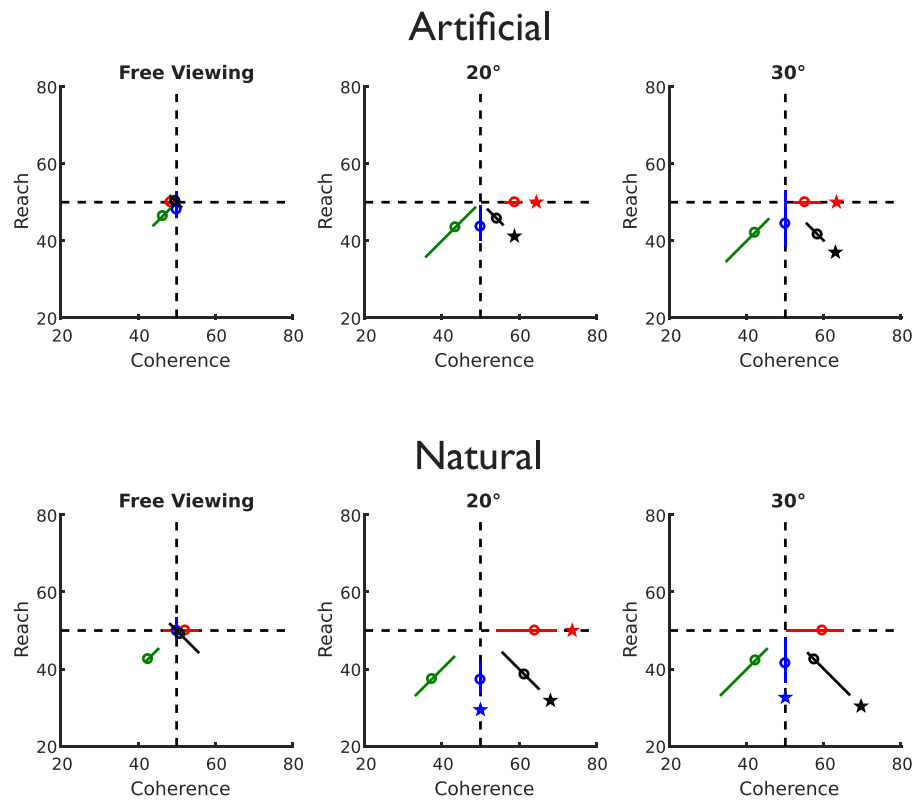 Artificial
Free Viewing 20° 30°
80 80 80
60 60 60
Reach Reach Reach
40 40 40
20 20 20
20 40 60 80 20 40 60 80 20 40 60 80
Coherence Coherence Coherence
Natural
Free Viewing 20° 30°
80 80 80
60 60 60
Reach Reach Reach
40 40 40
20 20 20
20 40 60 80 20 40 60 80 20 40 60 80
Coherence Coherence Coherence